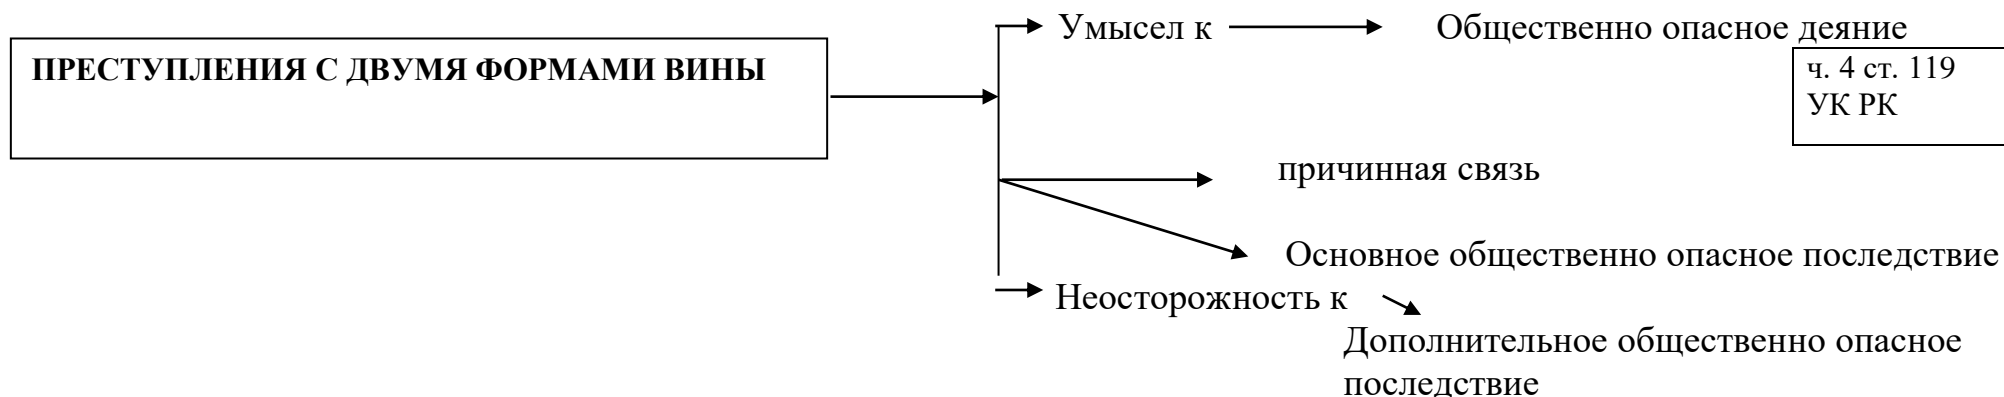 Умысел к
Общественно опасное деяние
ПРЕСТУПЛЕНИЯ С ДВУМЯ ФОРМАМИ ВИНЫ
ч. 4 ст. 119
УК РК
причинная связь
Основное общественно опасное последствие
Неосторожность к
Дополнительное общественно опасное
последствие